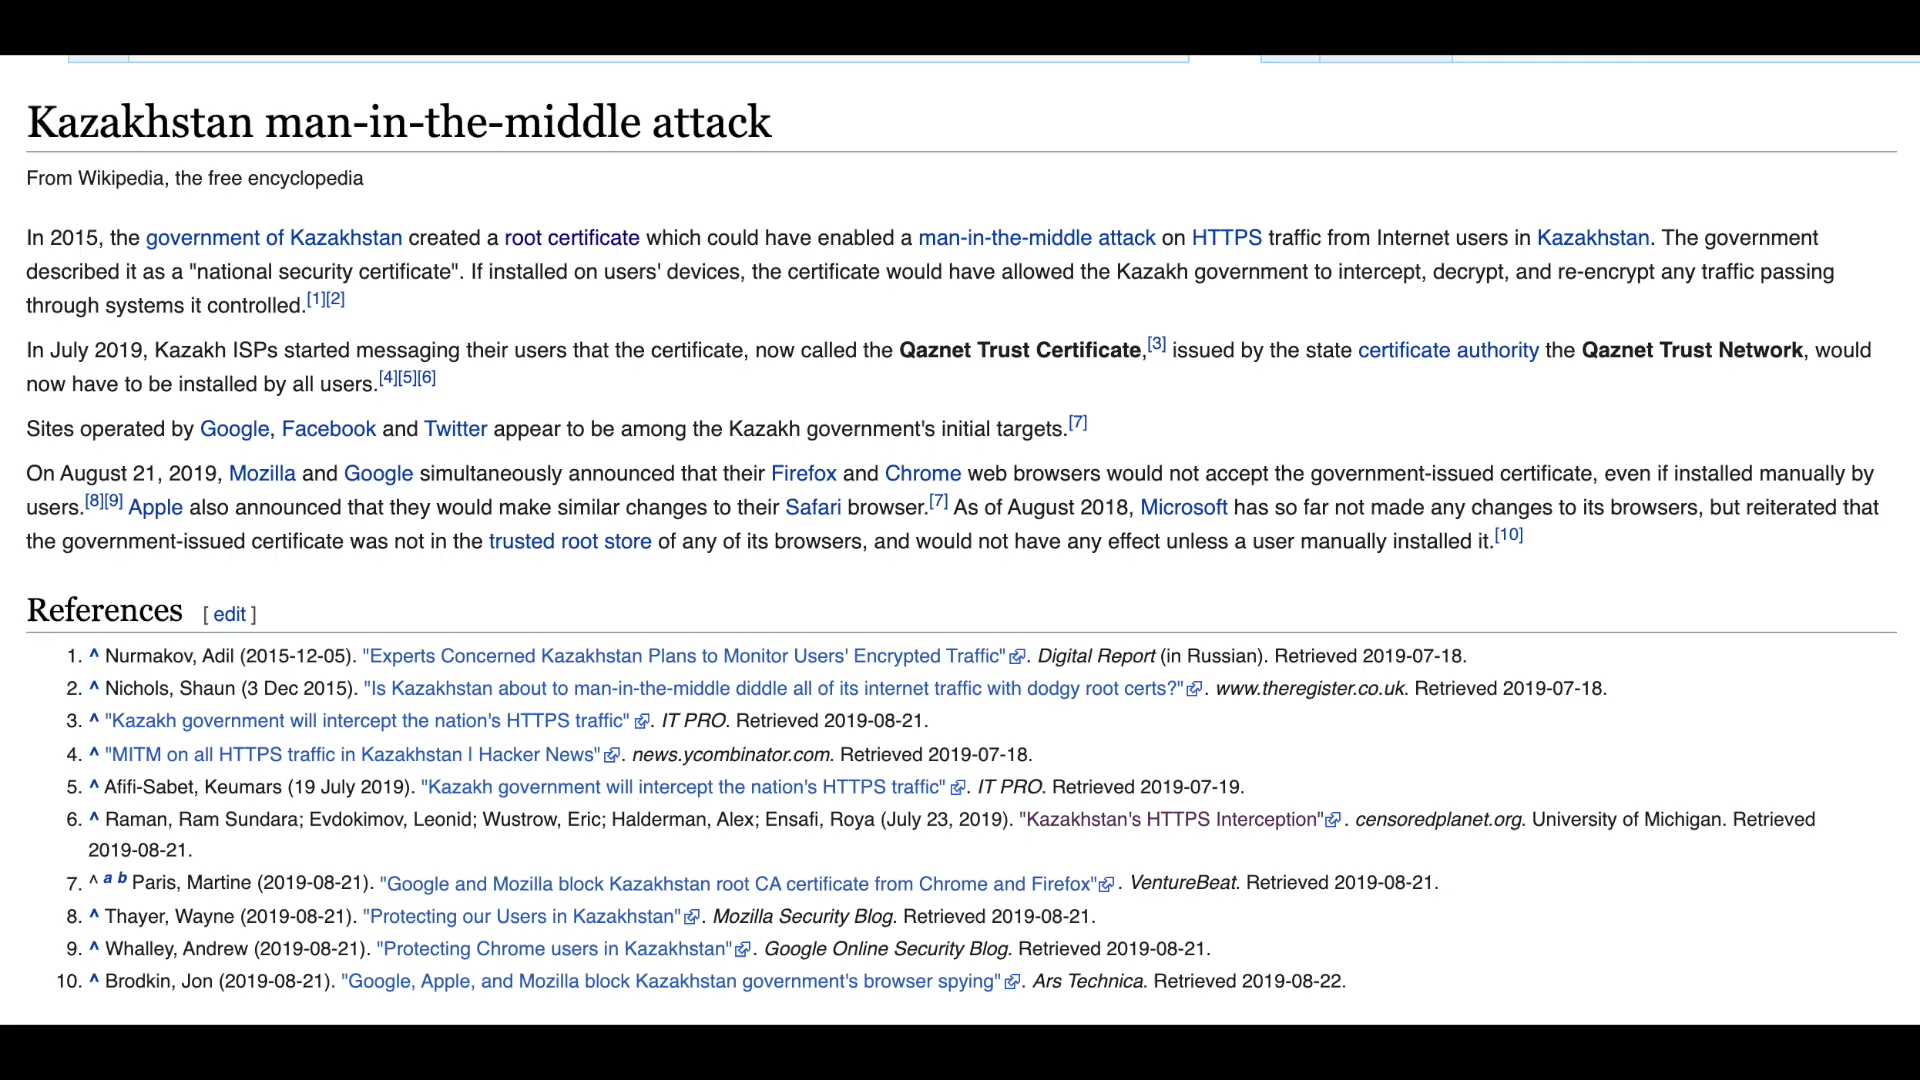 Kazakhstan man-in-the-middle attack
From Wikipedia, the free encyclopedia
In 2015, the government of Kazakhstan created a root certificate which could have enabled a man-in-the-middle attack on HTTPS traffic from Internet users in Kazakhstan. The government
described it as a "national security certificate". If installed on users' devices, the certificate would have allowed the Kazakh government to intercept, decrypt, and re-encrypt any traffic passing
through systems it controlled.[1][2]
In July 2019, Kazakh ISPs started messaging their users that the certificate, now called the Qaznet Trust Certificate,[3] issued by the state certificate authority the Qaznet Trust Network, would
now have to be installed by all users.[4][5][6]
Sites operated by Google, Facebook and Twitter appear to be among the Kazakh government's initial targets.[7]
On August 21, 2019, Mozilla and Google simultaneously announced that their Firefox and Chrome web browsers would not accept the government-issued certificate, even if installed manually by
users.[8][9] Apple also announced that they would make similar changes to their Safari browser.[7] As of August 2018, Microsoft has so far not made any changes to its browsers, but reiterated that
the government-issued certificate was not in the trusted root store of any of its browsers, and would not have any effect unless a user manually installed it.[10]
References [ edit ]
1. ^ Nurmakov, Adil (2015-12-05). "Experts Concerned Kazakhstan Plans to Monitor Users' Encrypted Traffic". Digital Report (in Russian). Retrieved 2019-07-18.
2. ^ Nichols, Shaun (3 Dec 2015). "Is Kazakhstan about to man-in-the-middle diddle all of its internet traffic with dodgy root certs?". www.theregister.co.uk. Retrieved 2019-07-18.
3. ^ "Kazakh government will intercept the nation's HTTPS traffic". IT PRO. Retrieved 2019-08-21.
4. ^ "MITM on all HTTPS traffic in Kazakhstan | Hacker News". news.ycombinator.com. Retrieved 2019-07-18.
5. ^ Afifi-Sabet, Keumars (19 July 2019). "Kazakh government will intercept the nation's HTTPS traffic". IT PRO. Retrieved 2019-07-19.
6. ^ Raman, Ram Sundara; Evdokimov, Leonid; Wustrow, Eric; Halderman, Alex; Ensafi, Roya (July 23, 2019). "Kazakhstan's HTTPS Interception". censoredplanet.org. University of Michigan. Retrieved
2019-08-21.
7. ^ a b Paris, Martine (2019-08-21). "Google and Mozilla block Kazakhstan root CA certificate from Chrome and Firefox". VentureBeat. Retrieved 2019-08-21.
8. ^ Thayer, Wayne (2019-08-21). "Protecting our Users in Kazakhstan". Mozilla Security Blog. Retrieved 2019-08-21.
9. ^ Whalley, Andrew (2019-08-21). "Protecting Chrome users in Kazakhstan". Google Online Security Blog. Retrieved 2019-08-21.
10. ^ Brodkin, Jon (2019-08-21). "Google, Apple, and Mozilla block Kazakhstan government's browser spying". Ars Technica. Retrieved 2019-08-22.